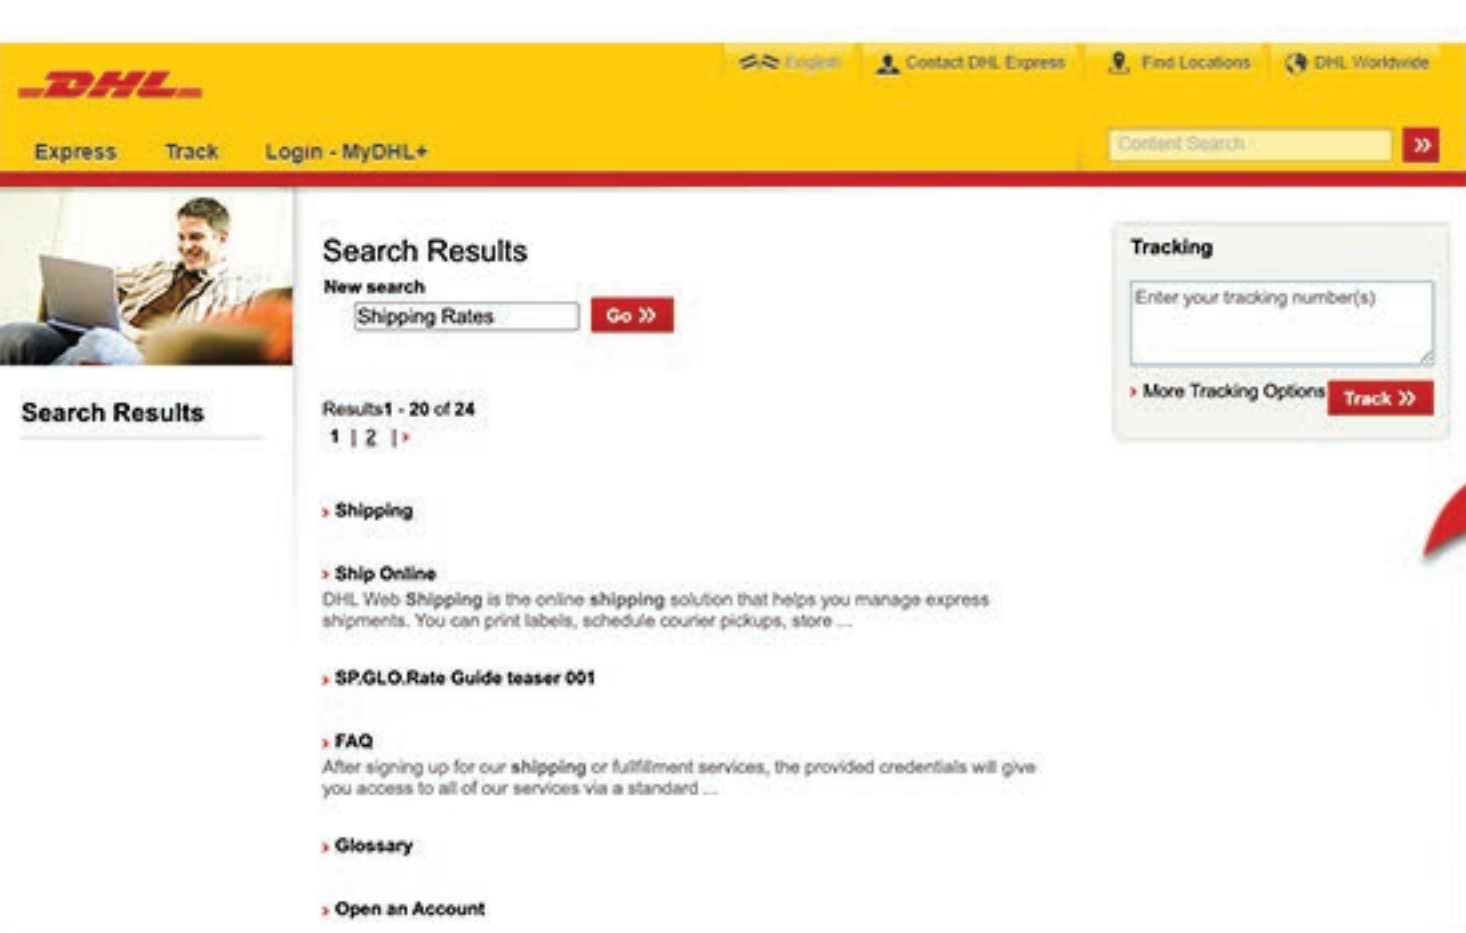 DHL
English
Contact DHL Express
Find Locations
DHL Worldwide
Express
Track
Login - MyDHL+
Content Search
Search Results
New search
Shipping Rates
Go
Search Results
Results1 - 20 of 24
1 | 2 |
Shipping
Ship Online
DHL Web Shipping is the online shipping solution that helps you manage express
shipments. You can print labels, schedule courier pickups, store ...
SP.GLO.Rate Guide teaser 001
FAQ
After signing up for our shipping or fullfillment services, the provided credentials will give
you access to all of our services via a standard ...
Glossary
Open an Account
Tracking
Enter your tracking number(s)
More Tracking Options
Track